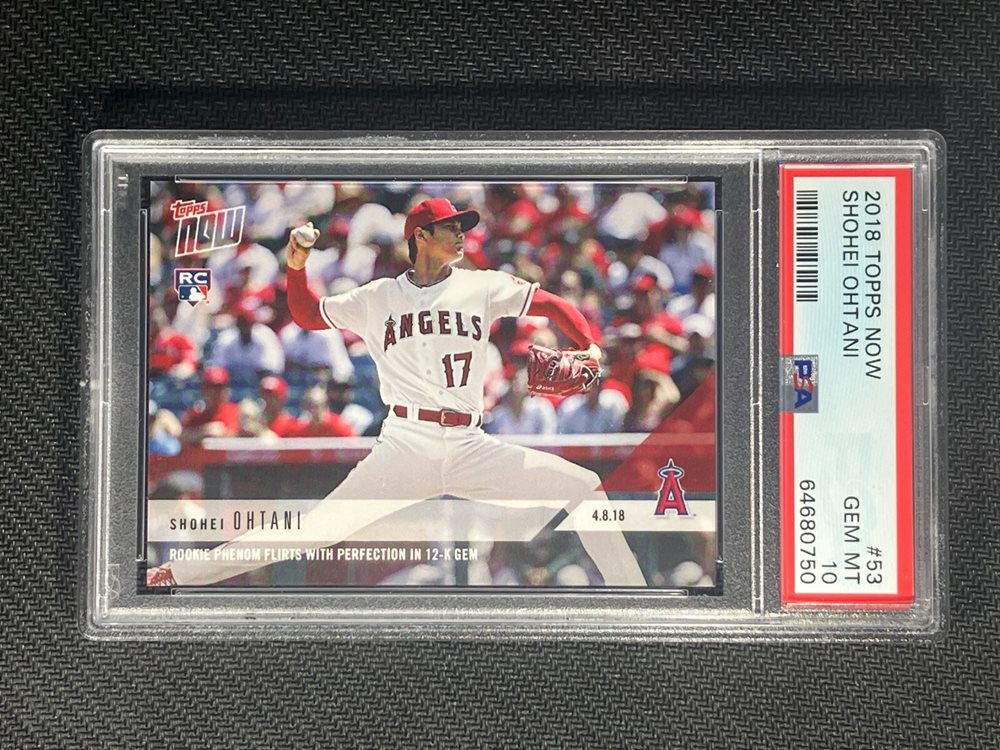 Topps
NOW
RC
ANGELS
17
asics
A
SHOHEI OHTANI
4.8.18
ROOKIE PHENOM FLIRTS WITH PERFECTION IN 12-K GEM
2018 TOPPS NOW #53
SHOHEI OHTANI GEM MT
10
PSA
64680750